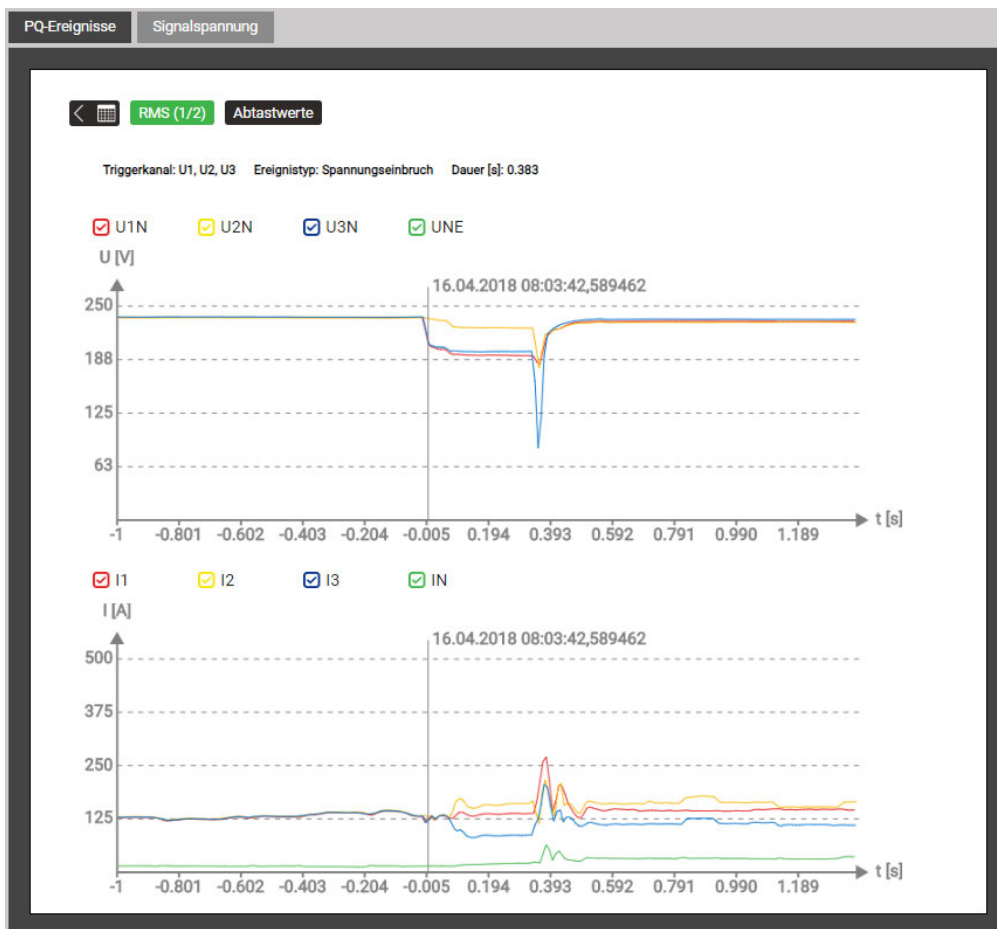 PQ-Ereignisse Signalspannung
RMS (1/2) Abtastwerte
Triggerkanal: U1, U2, U3 Ereignistyp: Spannungseinbruch Dauer [s]: 0.383
U1N U2N U3N UNE
U [V]
16.04.2018 08:03:42,589462
250
188
125
63
t [s]
-1 -0.801 -0.602 -0.403 -0.204 -0.005 0.194 0.393 0.592 0.791 0.990 1.189
I1 I2 I3 IN
I [A]
16.04.2018 08:03:42,589462
500
375
250
125
t [s]
-1 -0.801 -0.602 -0.403 -0.204 -0.005 0.194 0.393 0.592 0.791 0.990 1.189